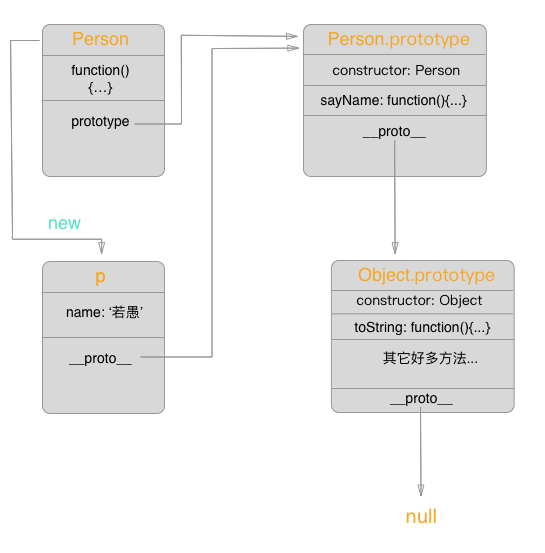 Person
function()
{...}
prototype
new
p
name: ‘若愚’
__proto__
Person.prototype
constructor: Person
sayName: function(){...}
__proto__
Object.prototype
constructor: Object
toString: function(){...}
其它好多方法...
__proto__
null